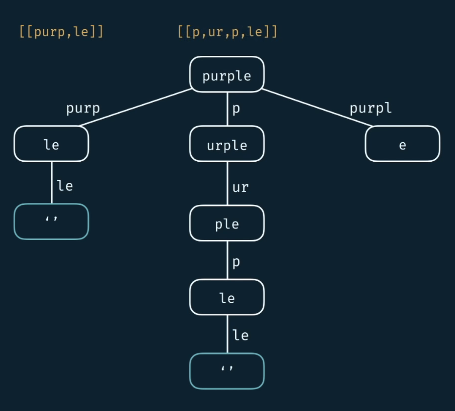 [[purp,le]] [[p,ur,p,le]]
purple
purp p purpl
le urple e
le ur
‘’ ple
p
le
le
‘’